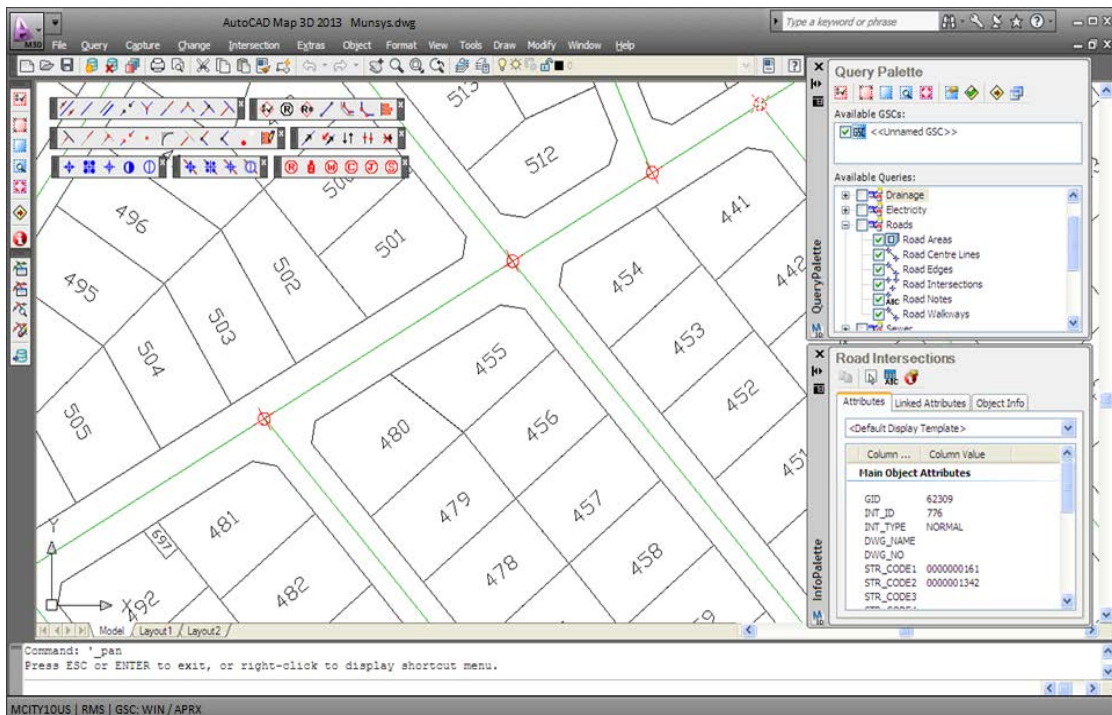 AutoCAD Map 3D 2013 Munsys.dwg
Type a keyword or phrase
M3D File Query Capture Change Intersection Extras Object Format View Tools Draw Modify Window Help
0
Query Palette
Available GSCs:
GSC <<Unnamed GSC>>
Available Queries:
Drainage
Electricity
Roads
Road Areas
Road Centre Lines
Road Edges
Road Intersections
ABC Road Notes
Road Walkways
Sewer
QueryPalette
Road Intersections
Attributes Linked Attributes Object Info
<Default Display Template>
Column ... Column Value
Main Object Attributes
GID 62309
INT_ID 776
INT_TYPE NORMAL
DWG_NAME
DWG_NO
STR_CODE1 0000000161
STR_CODE2 0000001342
STR_CODE3
InfoPalette
513
512
496
501
441
495
502
454
442
503
504
455
453
505
480
456
452
451
479
457
481
697
478
458
482
492
Y
X
Model Layout1 Layout2
Command: '_pan
Press ESC or ENTER to exit, or right-click to display shortcut menu.
MCITY10US | RMS | GSC: WIN / APRX